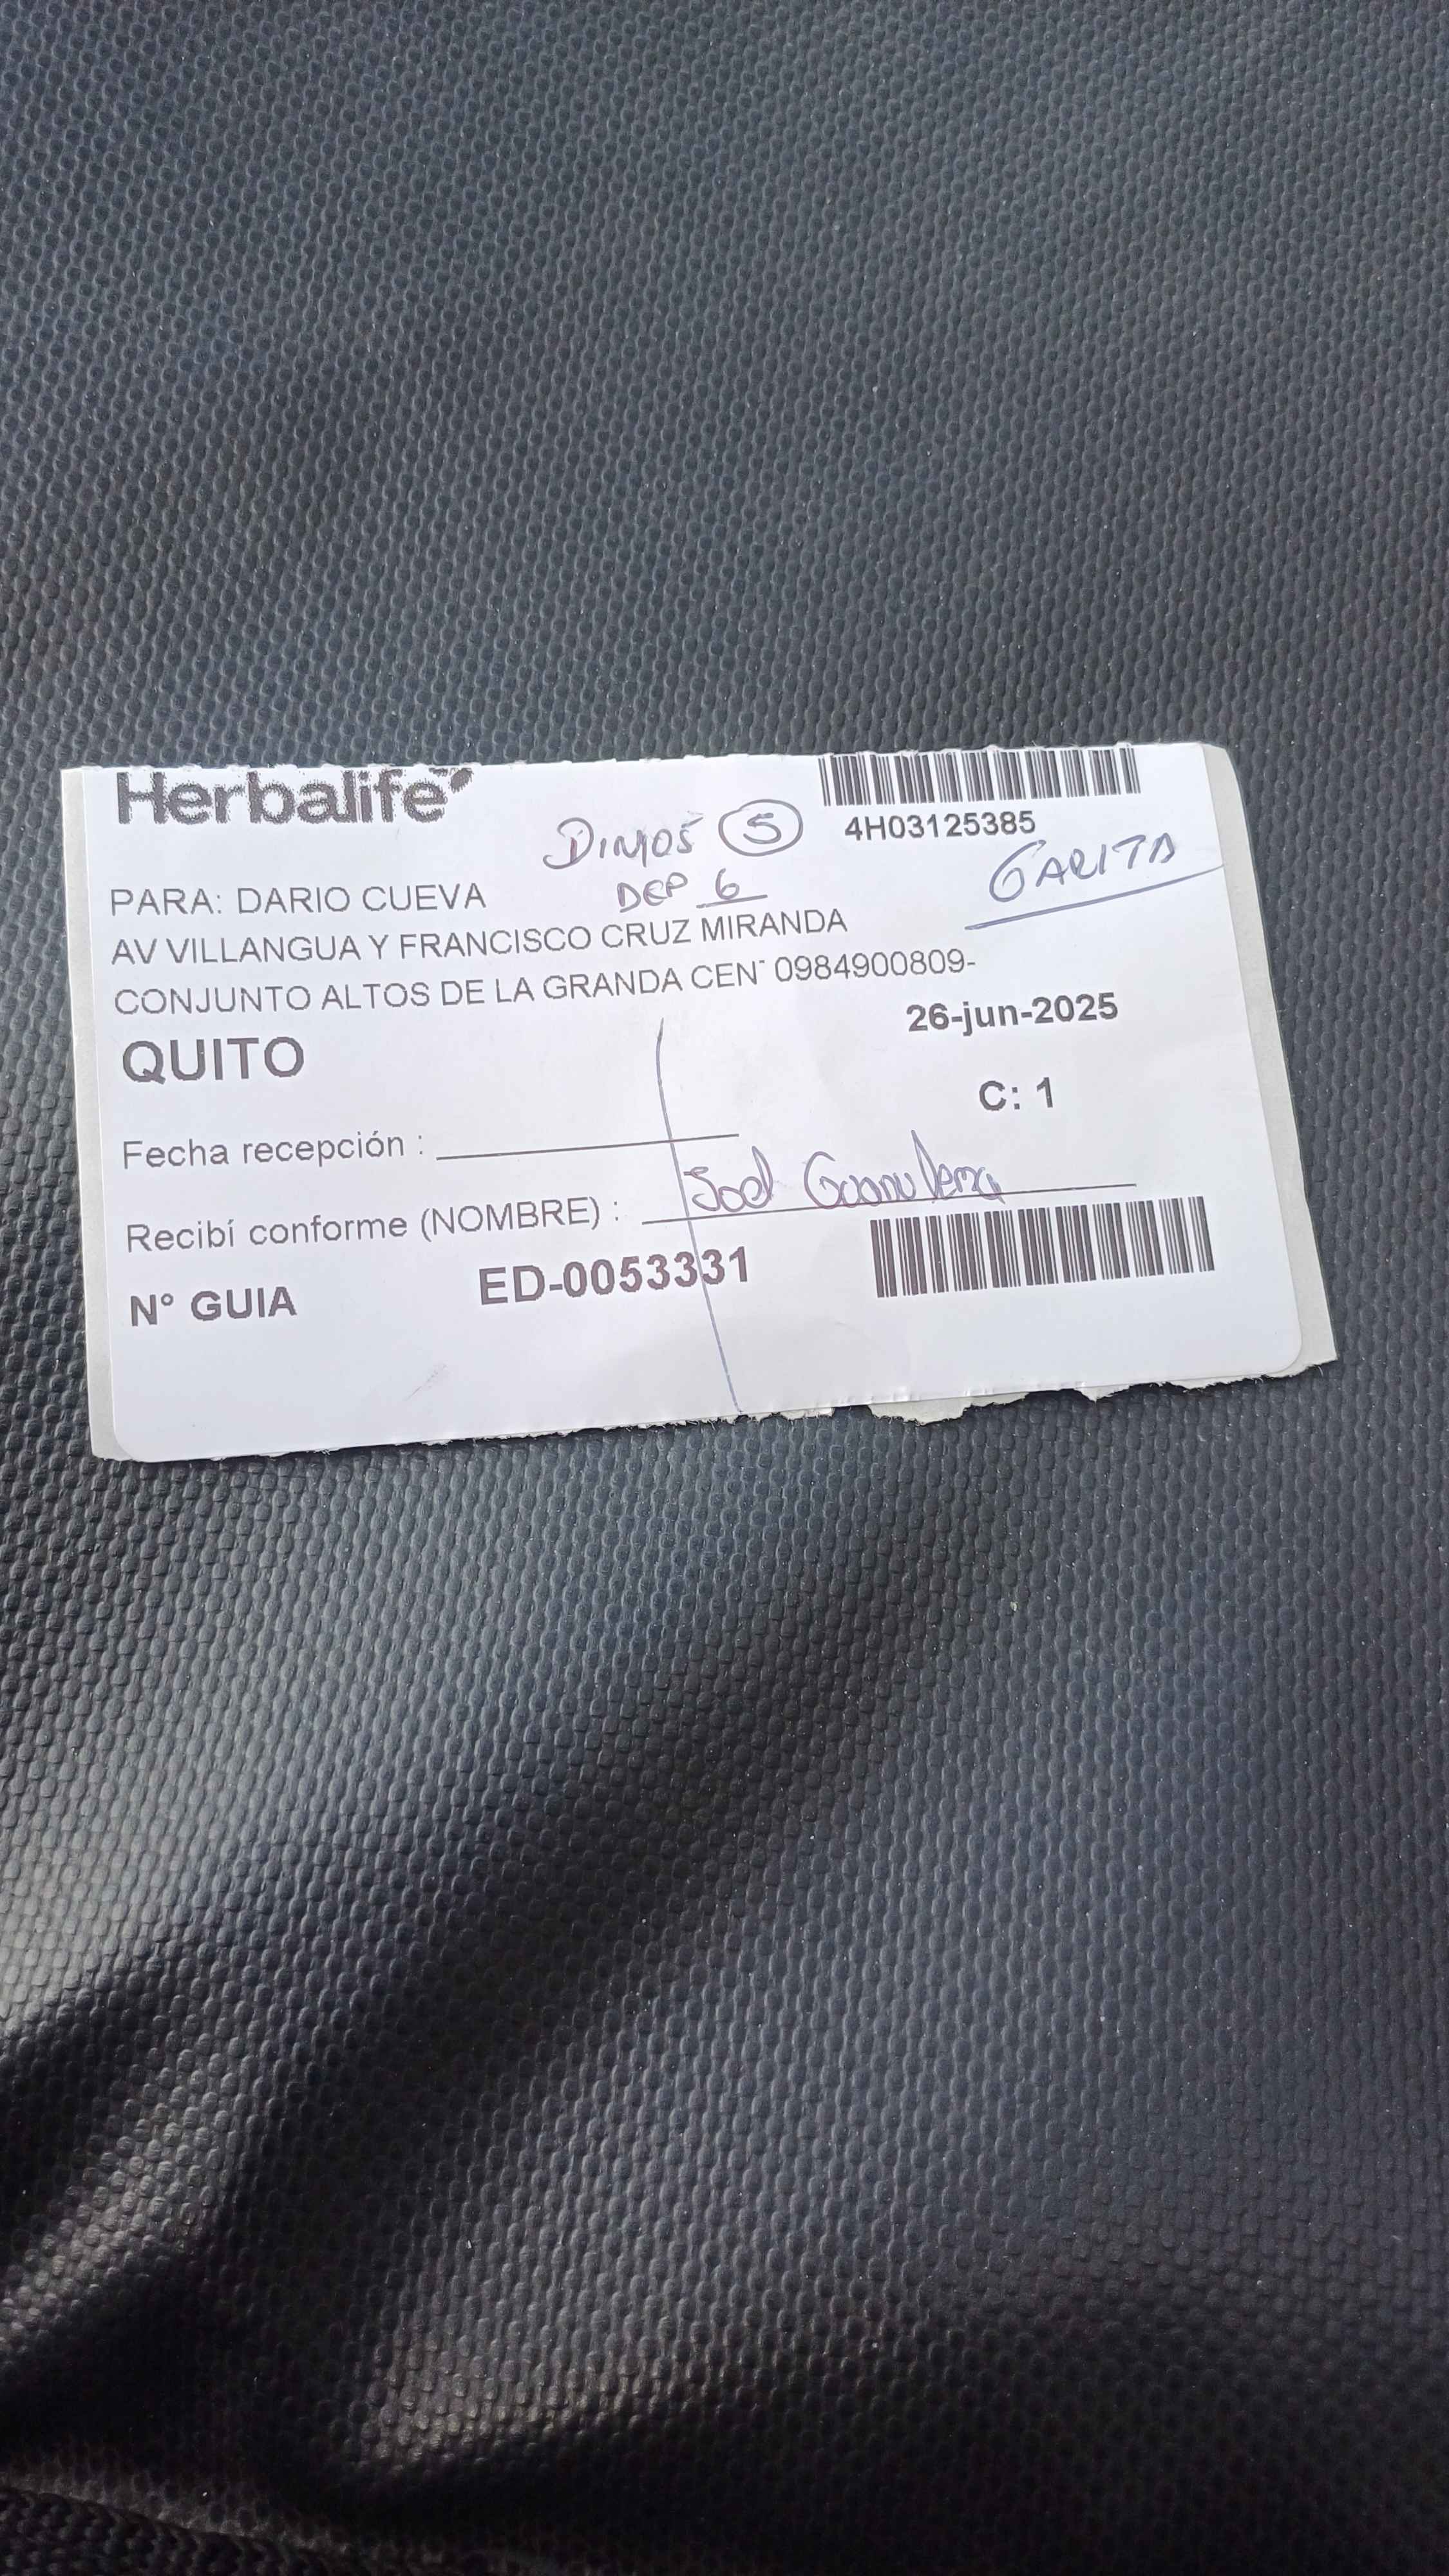 Herbalife
4H03125385
5
GARITA
DEP 6
PARA: DARIO CUEVA
AV VILLANGUA Y FRANCISCO CRUZ MIRANDA
CONJUNTO ALTOS DE LA GRANDA CEN 0984900809-
26-jun-2025
QUITO
C: 1
Fecha recepción :
Recibí conforme (NOMBRE) : Joel
N° GUIA ED-0053331